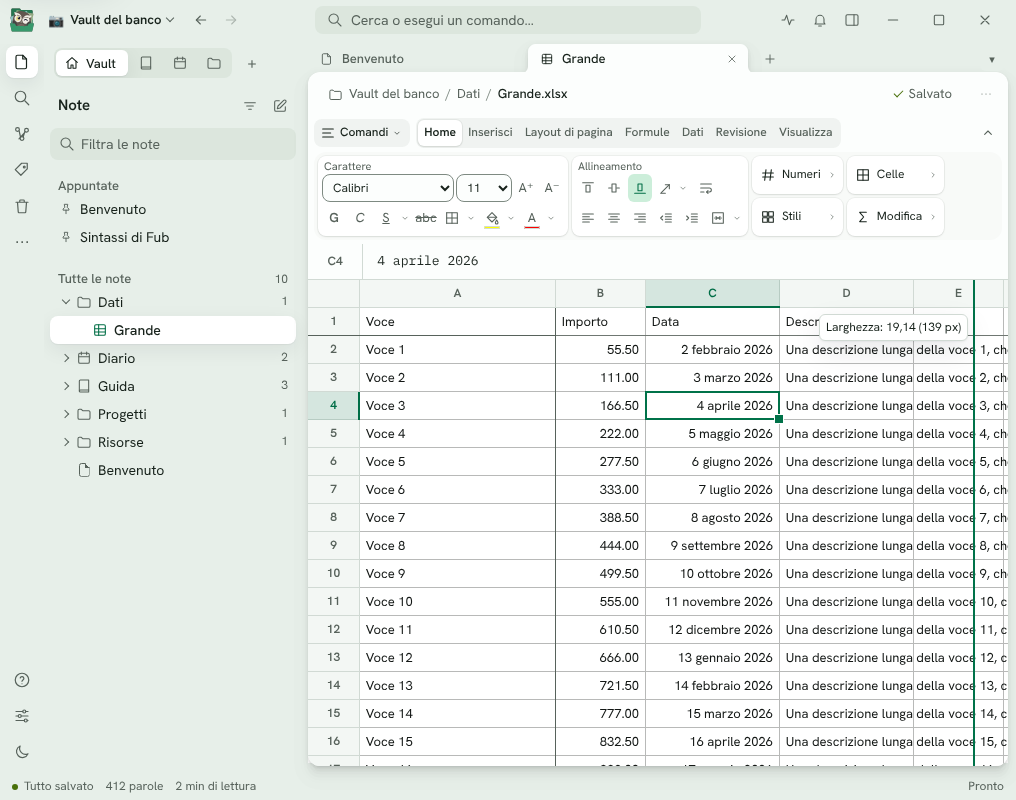 Vault del banco
Cerca o esegui un comando…
Vault
Benvenuto
Grande
Note
Vault del banco / Dati / Grande.xlsx
Salvato
Filtra le note
Comandi
Home
Inserisci
Layout di pagina
Formule
Dati
Revisione
Visualizza
Appuntate
Benvenuto
Sintassi di Fub
Carattere
Calibri
11
A⁺ A⁻
G C S abc A
Allineamento
Numeri
Celle
Stili
Modifica
Tutte le note 10
Dati 1
Grande
Diario 2
Guida 3
Progetti 1
Risorse 1
Benvenuto
C4 4 aprile 2026
A B C D E
1 Voce Importo Data Descr
Larghezza: 19,14 (139 px)
2 Voce 1 55.50 2 febbraio 2026 Una descrizione lunga della voce 1, ch
3 Voce 2 111.00 3 marzo 2026 Una descrizione lunga della voce 2, ch
4 Voce 3 166.50 4 aprile 2026 Una descrizione lunga della voce 3, ch
5 Voce 4 222.00 5 maggio 2026 Una descrizione lunga della voce 4, ch
6 Voce 5 277.50 6 giugno 2026 Una descrizione lunga della voce 5, ch
7 Voce 6 333.00 7 luglio 2026 Una descrizione lunga della voce 6, ch
8 Voce 7 388.50 8 agosto 2026 Una descrizione lunga della voce 7, ch
9 Voce 8 444.00 9 settembre 2026 Una descrizione lunga della voce 8, ch
10 Voce 9 499.50 10 ottobre 2026 Una descrizione lunga della voce 9, ch
11 Voce 10 555.00 11 novembre 2026 Una descrizione lunga della voce 10, c
12 Voce 11 610.50 12 dicembre 2026 Una descrizione lunga della voce 11, c
13 Voce 12 666.00 13 gennaio 2026 Una descrizione lunga della voce 12, c
14 Voce 13 721.50 14 febbraio 2026 Una descrizione lunga della voce 13, c
15 Voce 14 777.00 15 marzo 2026 Una descrizione lunga della voce 14, c
16 Voce 15 832.50 16 aprile 2026 Una descrizione lunga della voce 15, c
Tutto salvato 412 parole 2 min di lettura
Pronto